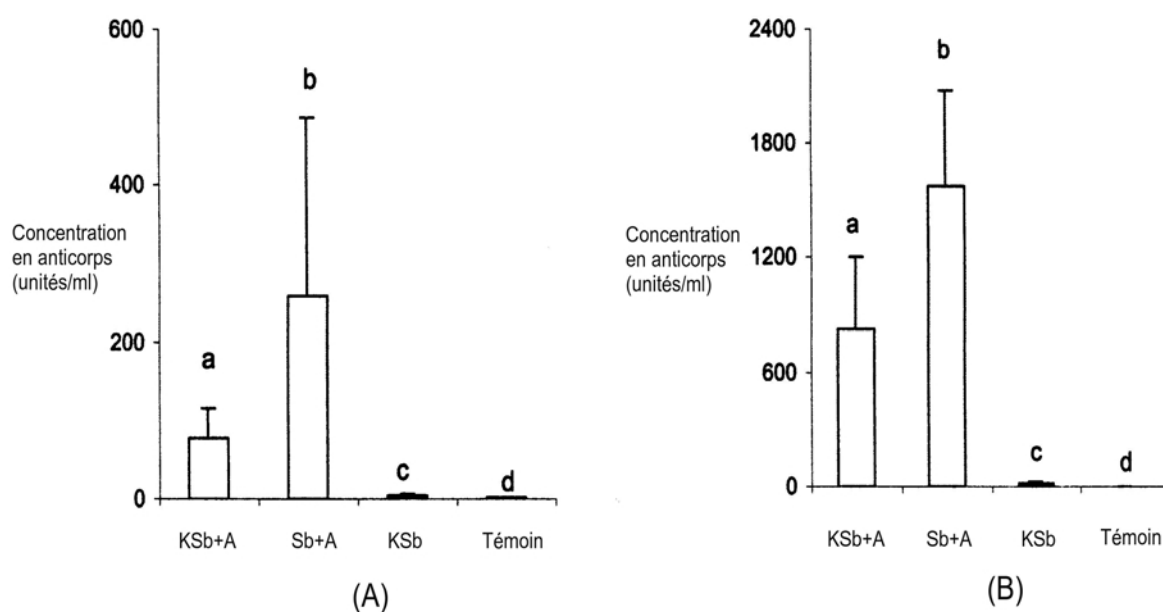 600
400
200
0
Concentration
en anticorps
(unités/ml)
a
b
c
d
KSb+A Sb+A KSb Témoin
(A)
2400
1800
1200
600
0
Concentration
en anticorps
(unités/ml)
a
b
c
d
KSb+A Sb+A KSb Témoin
(B)